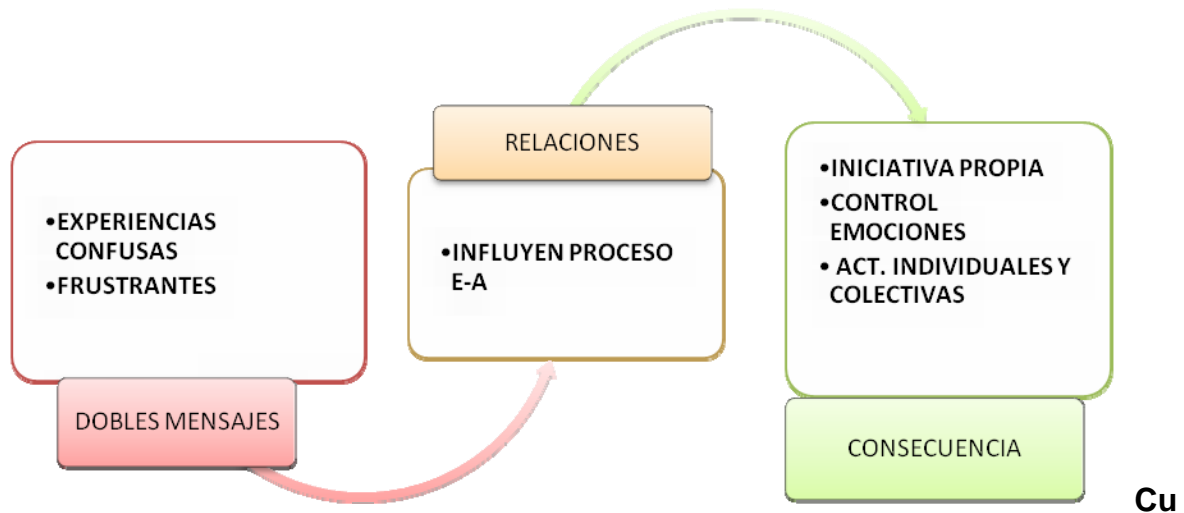 •EXPERIENCIAS
CONFUSAS
•FRUSTRANTES
DOBLES MENSAJES
RELACIONES
•INFLUYEN PROCESO
E-A
•INICIATIVA PROPIA
•CONTROL
EMOCIONES
• ACT. INDIVIDUALES Y
COLECTIVAS
CONSECUENCIA
Cu